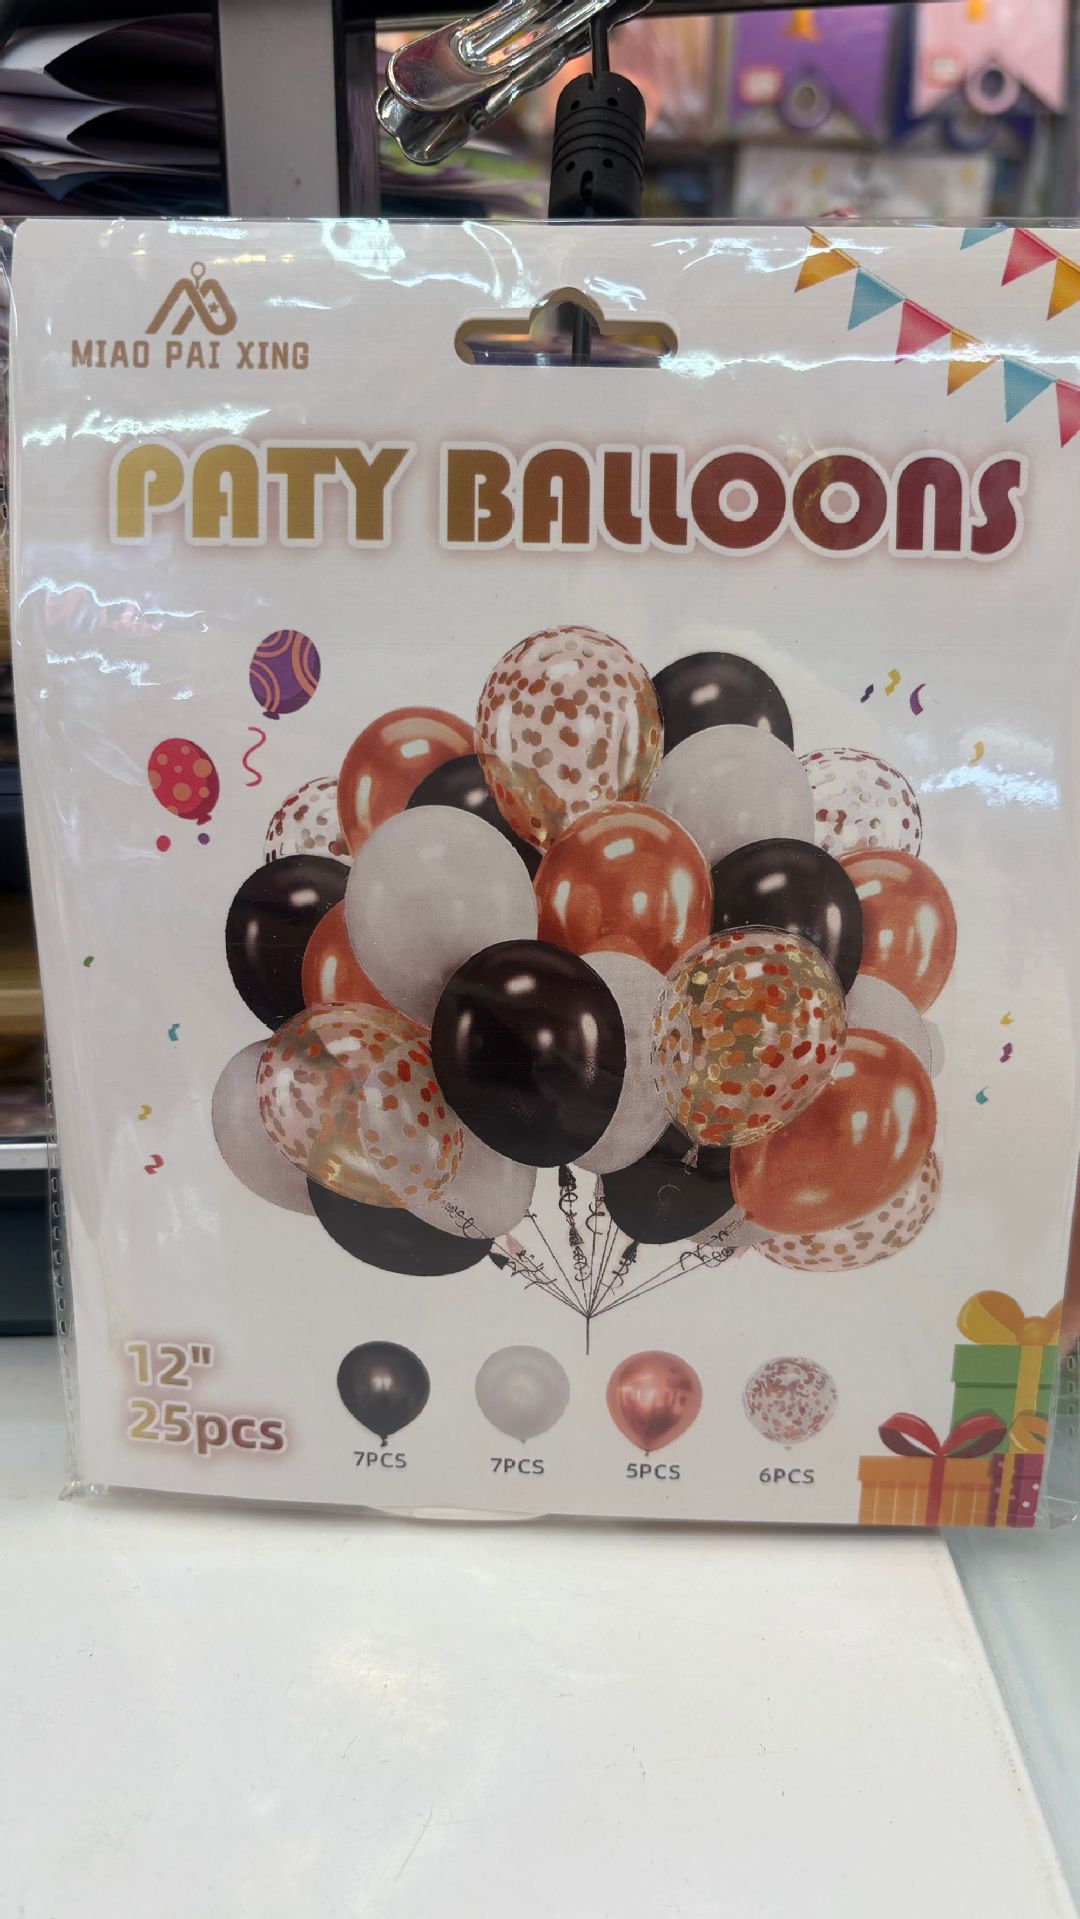 MIAO PAI XING
PATY BALLOONS
12"
25pcs
7PCS
7PCS
5PCS
6PCS